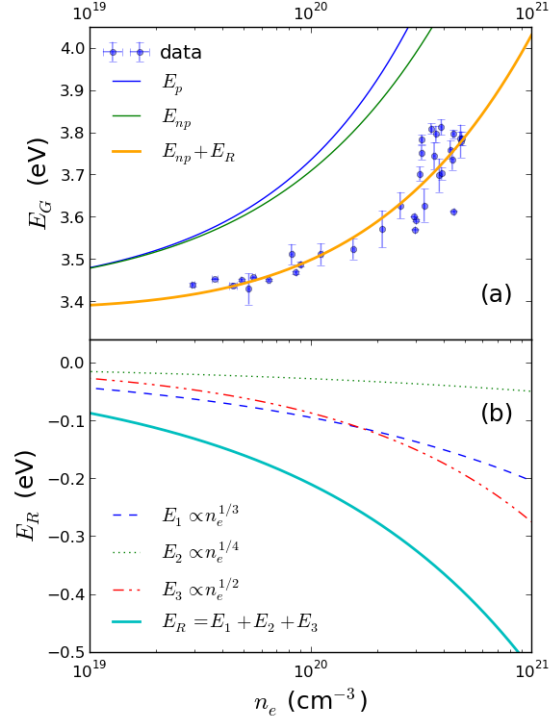 10^19 10^20 10^21
4.0
3.9
3.8
3.7
3.6
3.5
3.4
E_G (eV)
data
E_p
E_np
E_np + E_R
(a)
0.0
−0.1
−0.2
−0.3
−0.4
−0.5
E_R (eV)
(b)
E_1 ∝ n_e^1/3
E_2 ∝ n_e^1/4
E_3 ∝ n_e^1/2
E_R = E_1 + E_2 + E_3
10^19 10^20 10^21
n_e (cm^−3)